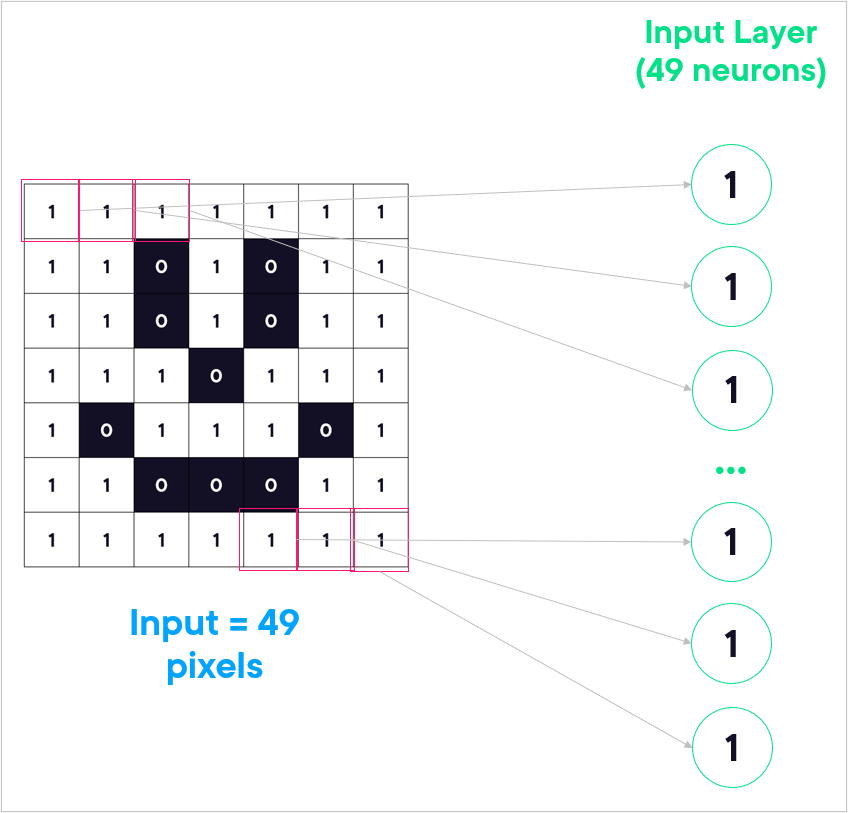 Input Layer
(49 neurons)
1 1 1 1 1 1 1
1 1 0 1 0 1 1
1 1 0 1 0 1 1
1 1 1 0 1 1 1
1 0 1 1 1 0 1
1 1 0 0 0 1 1
1 1 1 1 1 1 1
Input = 49
pixels
1
1
1
...
1
1
1